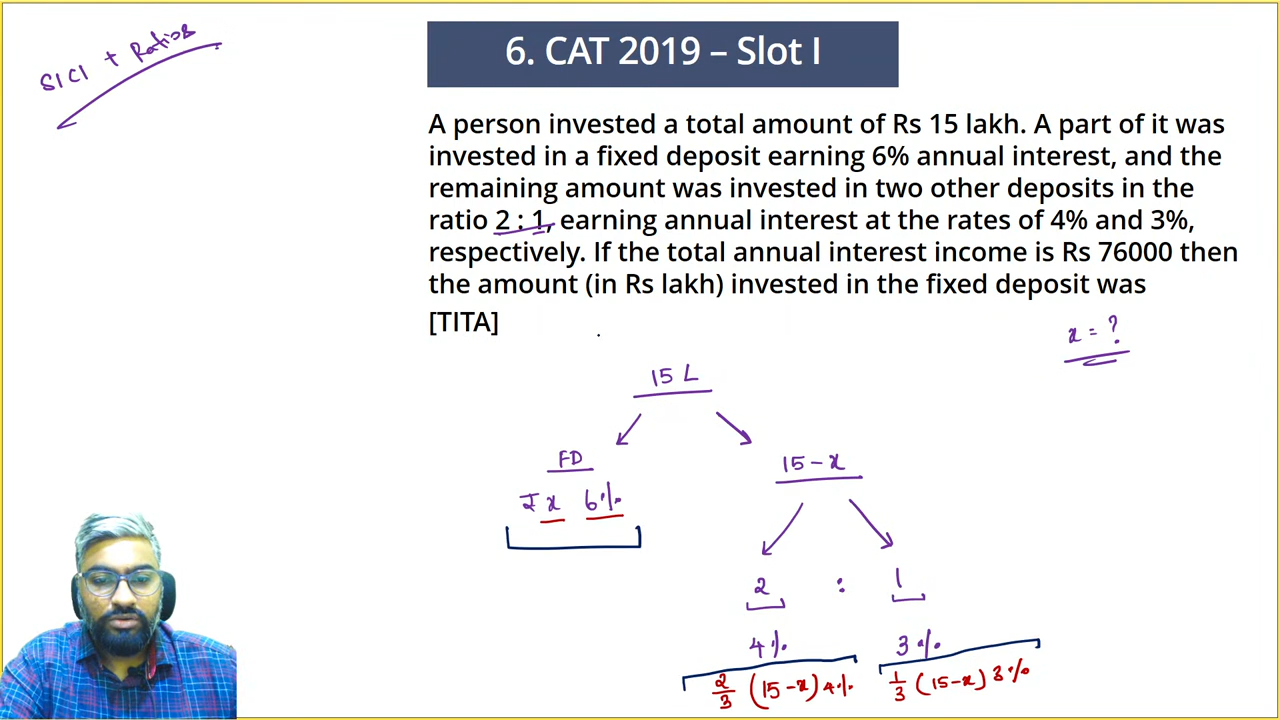 SICI + Ratios
6. CAT 2019 – Slot I
A person invested a total amount of Rs 15 lakh. A part of it was
invested in a fixed deposit earning 6% annual interest, and the
remaining amount was invested in two other deposits in the
ratio 2 : 1, earning annual interest at the rates of 4% and 3%,
respectively. If the total annual interest income is Rs 76000 then
the amount (in Rs lakh) invested in the fixed deposit was
[TITA]
x = ?
15 L
FD
15 - x
₹ x 6%
2 : 1
4% 3%
2/3 (15-x) 4% 1/3 (15-x) 3%